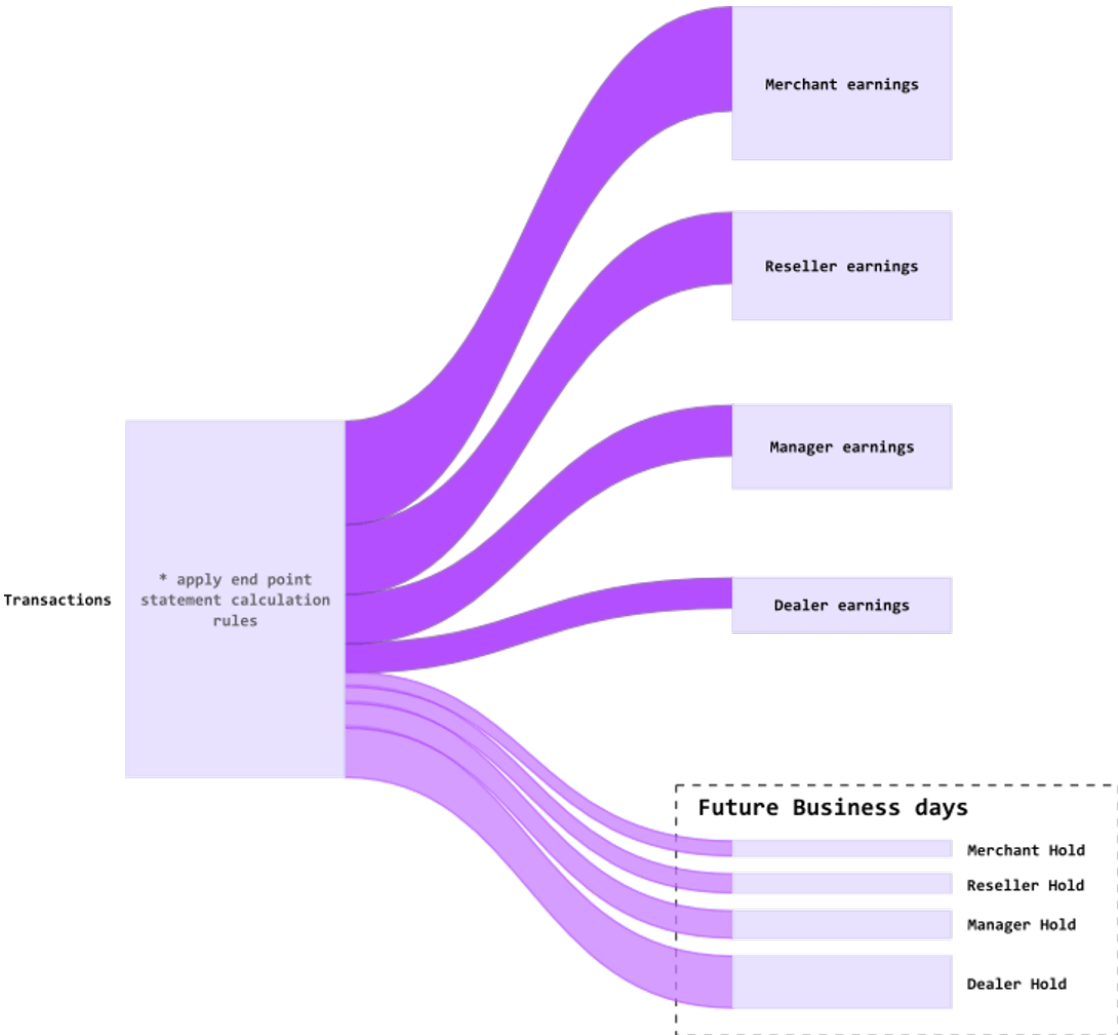 Merchant earnings
Reseller earnings
Manager earnings
Transactions
* apply end point
statement calculation
rules
Dealer earnings
Future Business days
Merchant Hold
Reseller Hold
Manager Hold
Dealer Hold